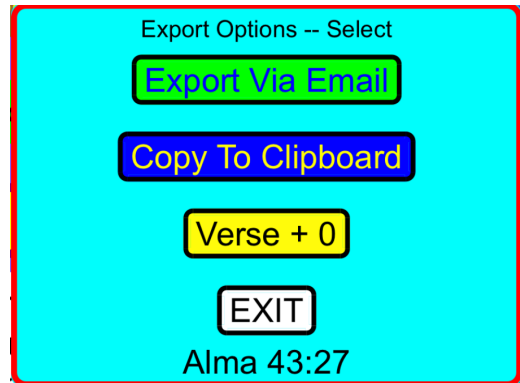 Export Options -- Select
Export Via Email
Copy To Clipboard
Verse + 0
EXIT
Alma 43:27